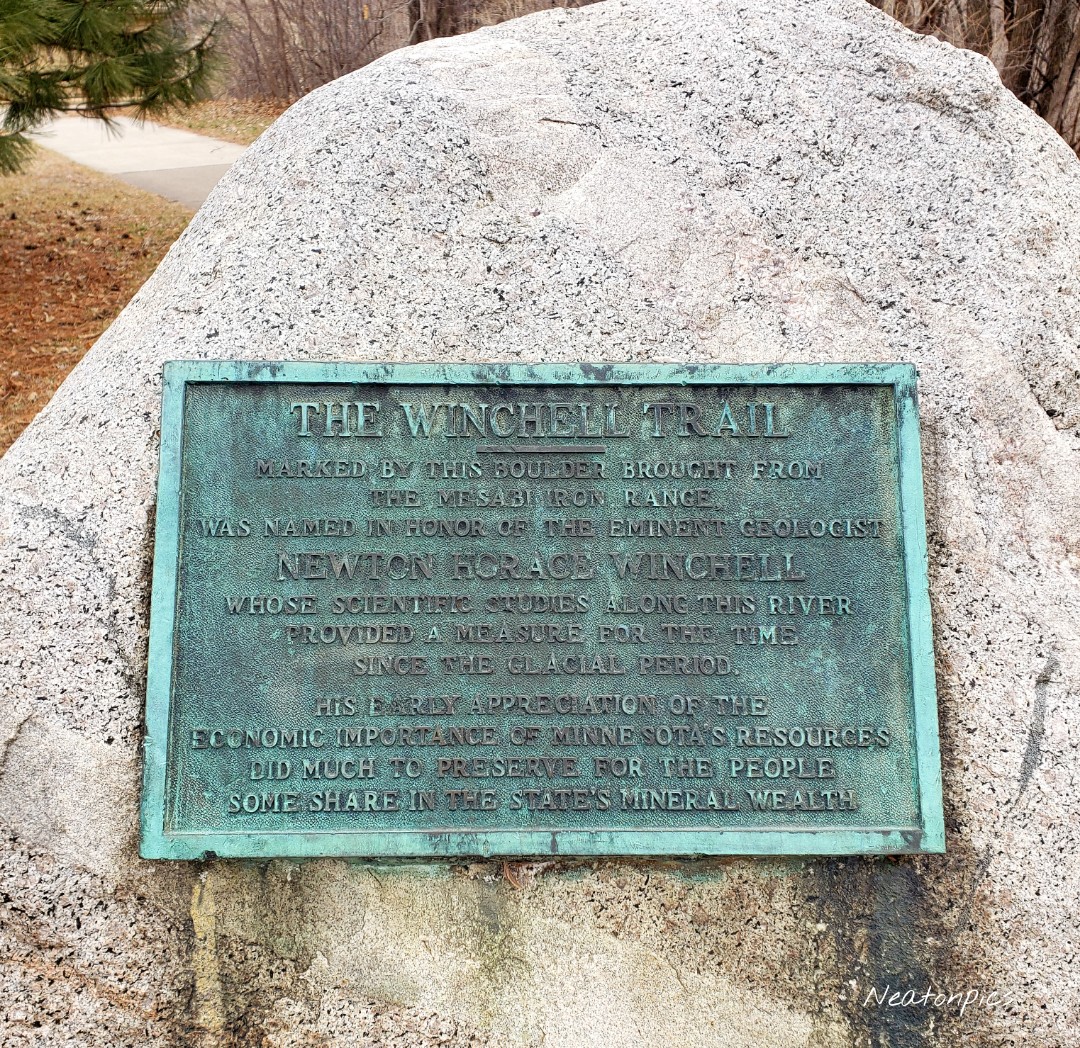 THE WINCHELL TRAIL
MARKED BY THIS BOULDER BROUGHT FROM
THE MESABI IRON RANGE,
WAS NAMED IN HONOR OF THE EMINENT GEOLOGIST
NEWTON HORACE WINCHELL
WHOSE SCIENTIFIC STUDIES ALONG THIS RIVER
PROVIDED A MEASURE FOR THE TIME
SINCE THE GLACIAL PERIOD.
HIS EARLY APPRECIATION OF THE
ECONOMIC IMPORTANCE OF MINNESOTA'S RESOURCES
DID MUCH TO PRESERVE FOR THE PEOPLE
SOME SHARE IN THE STATE'S MINERAL WEALTH.
Neatonpics